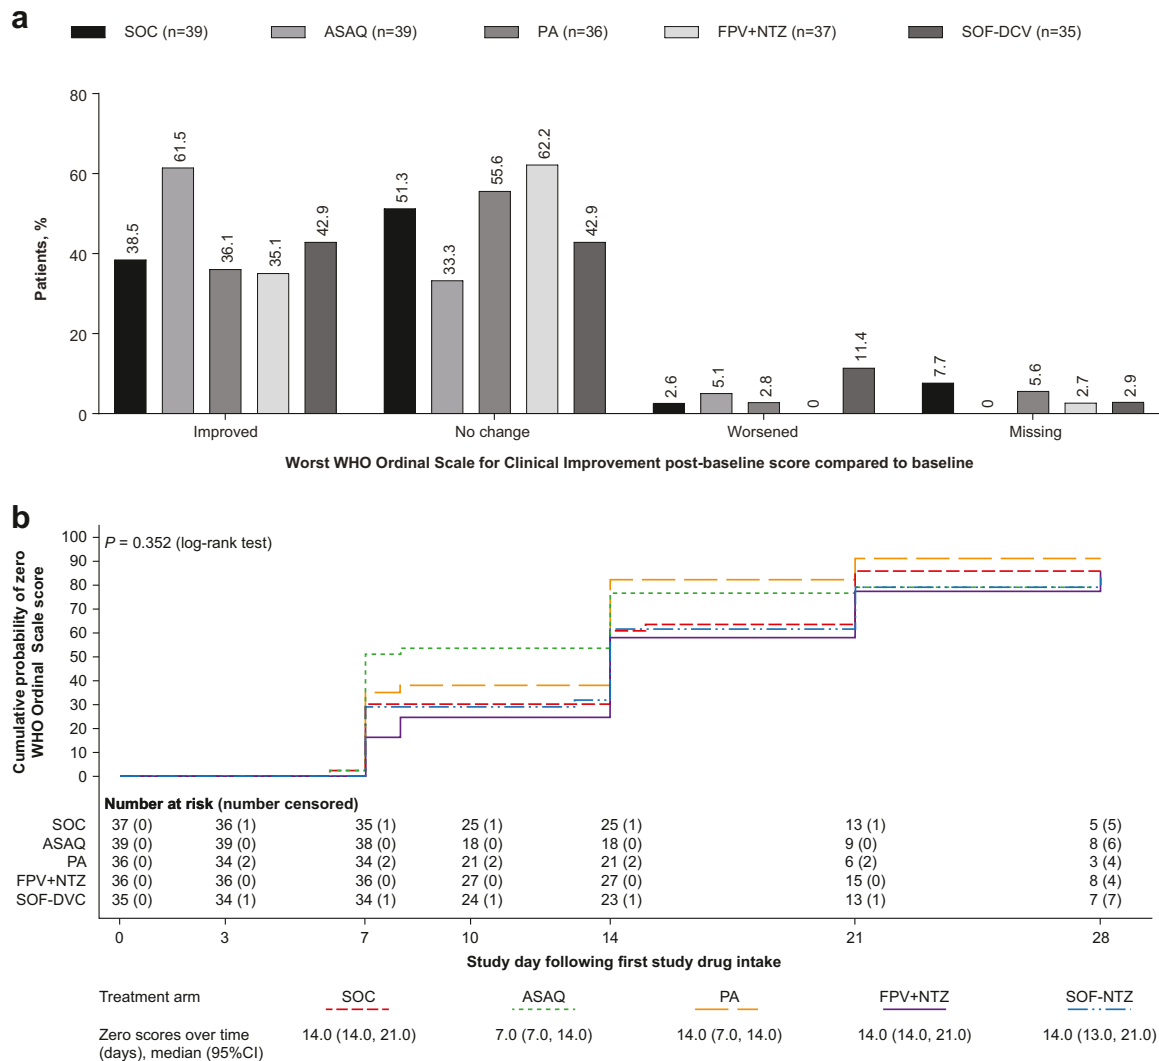 a
SOC (n=39) ASAQ (n=39) PA (n=36) FPV+NTZ (n=37) SOF-DCV (n=35)
Patients, %
80
60
40
20
0
38.5 61.5 36.1 35.1 42.9 51.3 33.3 55.6 62.2 42.9 2.6 5.1 2.8 0 11.4 7.7 0 5.6 2.7 2.9
Improved No change Worsened Missing
Worst WHO Ordinal Scale for Clinical Improvement post-baseline score compared to baseline
b
Cumulative probability of zero
WHO Ordinal Scale score
P = 0.352 (log-rank test)
100
90
80
70
60
50
40
30
20
10
0
Number at risk (number censored)
SOC 37 (0) 36 (1) 35 (1) 25 (1) 25 (1) 13 (1) 5 (5)
ASAQ 39 (0) 39 (0) 38 (0) 18 (0) 18 (0) 9 (0) 8 (6)
PA 36 (0) 34 (2) 34 (2) 21 (2) 21 (2) 6 (2) 3 (4)
FPV+NTZ 36 (0) 36 (0) 36 (0) 27 (0) 27 (0) 15 (0) 8 (4)
SOF-DVC 35 (0) 34 (1) 34 (1) 24 (1) 23 (1) 13 (1) 7 (7)
0 3 7 10 14 21 28
Study day following first study drug intake
Treatment arm SOC ASAQ PA FPV+NTZ SOF-NTZ
Zero scores over time 14.0 (14.0, 21.0) 7.0 (7.0, 14.0) 14.0 (7.0, 14.0) 14.0 (14.0, 21.0) 14.0 (13.0, 21.0)
(days), median (95%CI)